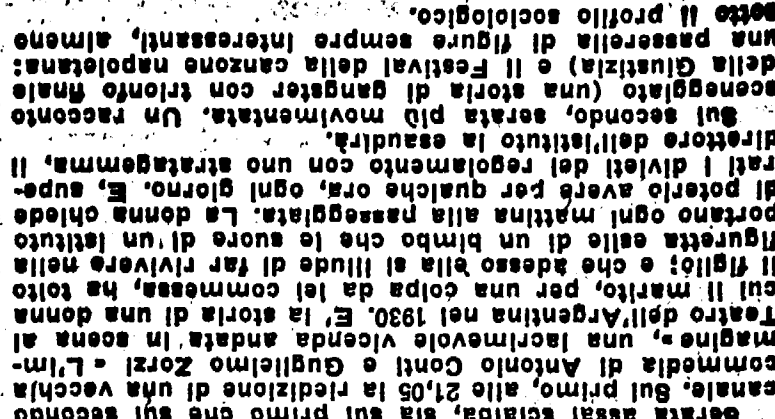 Serata assai scialba, sia sul primo che sul secondo
canale. Sul primo, alle 21,05 la riedizione di una vecchia
commedia di Antonio Conti e Guglielmo Zorzi « L'im-
magine », una lacrimevole vicenda andata in scena al
Teatro dell'Argentina nel 1930. E' la storia di una donna
cui il marito, per una colpa da lei commessa, ha tolto
il figlio; e che adesso ella si illude di far rivivere nella
figuretta esile di un bimbo che le suore di un istituto
portano ogni mattina alla passeggiata. La donna chiede
di poterlo avere per qualche ora, ogni giorno. E, supe-
rati i divieti del regolamento con uno stratagemma, il
direttore dell'istituto la esaudirà.
Sul secondo, serata più movimentata. Un racconto
sceneggiato (una storia di gangster con trionfo finale
della Giustizia) e il Festival della canzone napoletana:
una passerella di figure sempre interessanti, almeno
sotto il profilo sociologico.